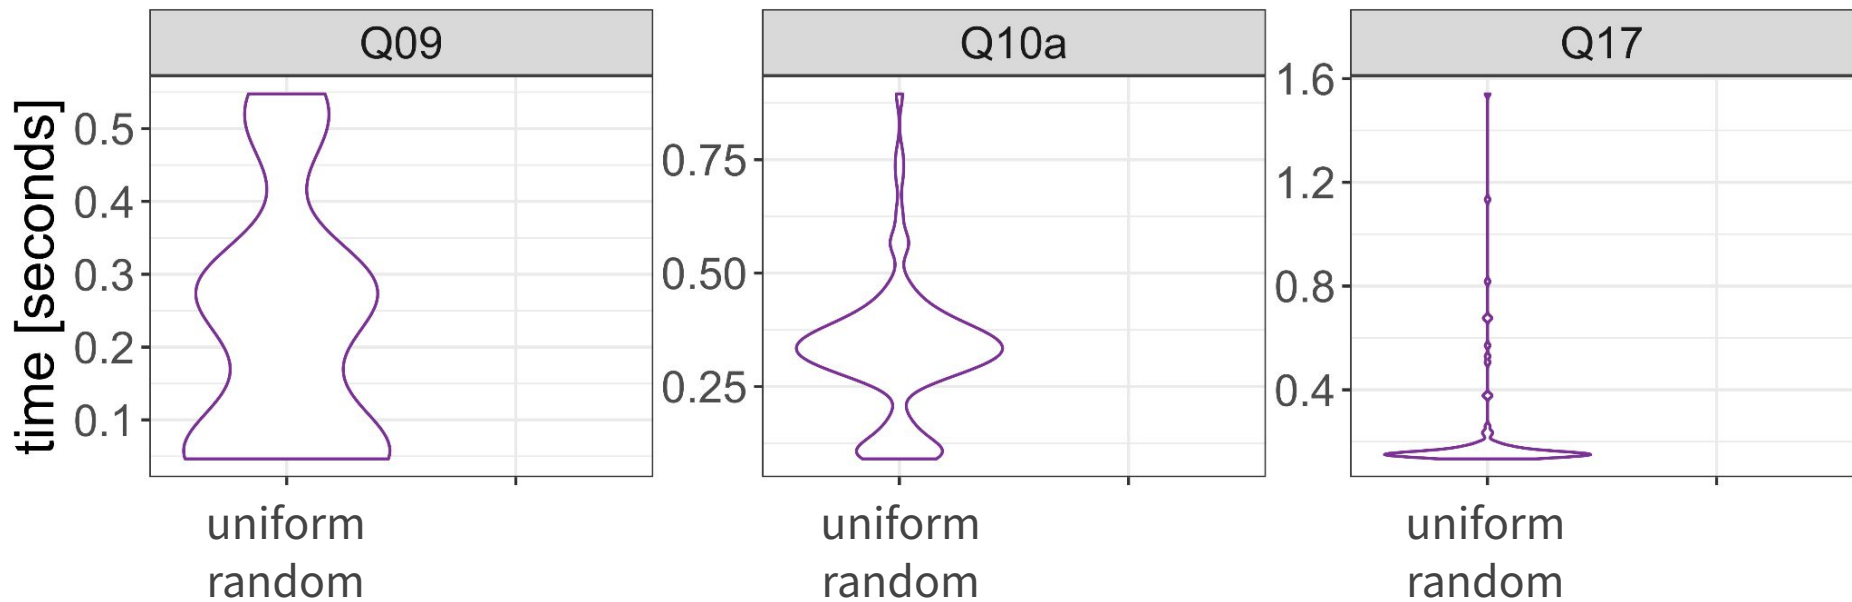 Q09
Q10a
Q17
time [seconds]
0.5
0.4
0.3
0.2
0.1
0.75
0.50
0.25
1.6
1.2
0.8
0.4
uniform
random
uniform
random
uniform
random